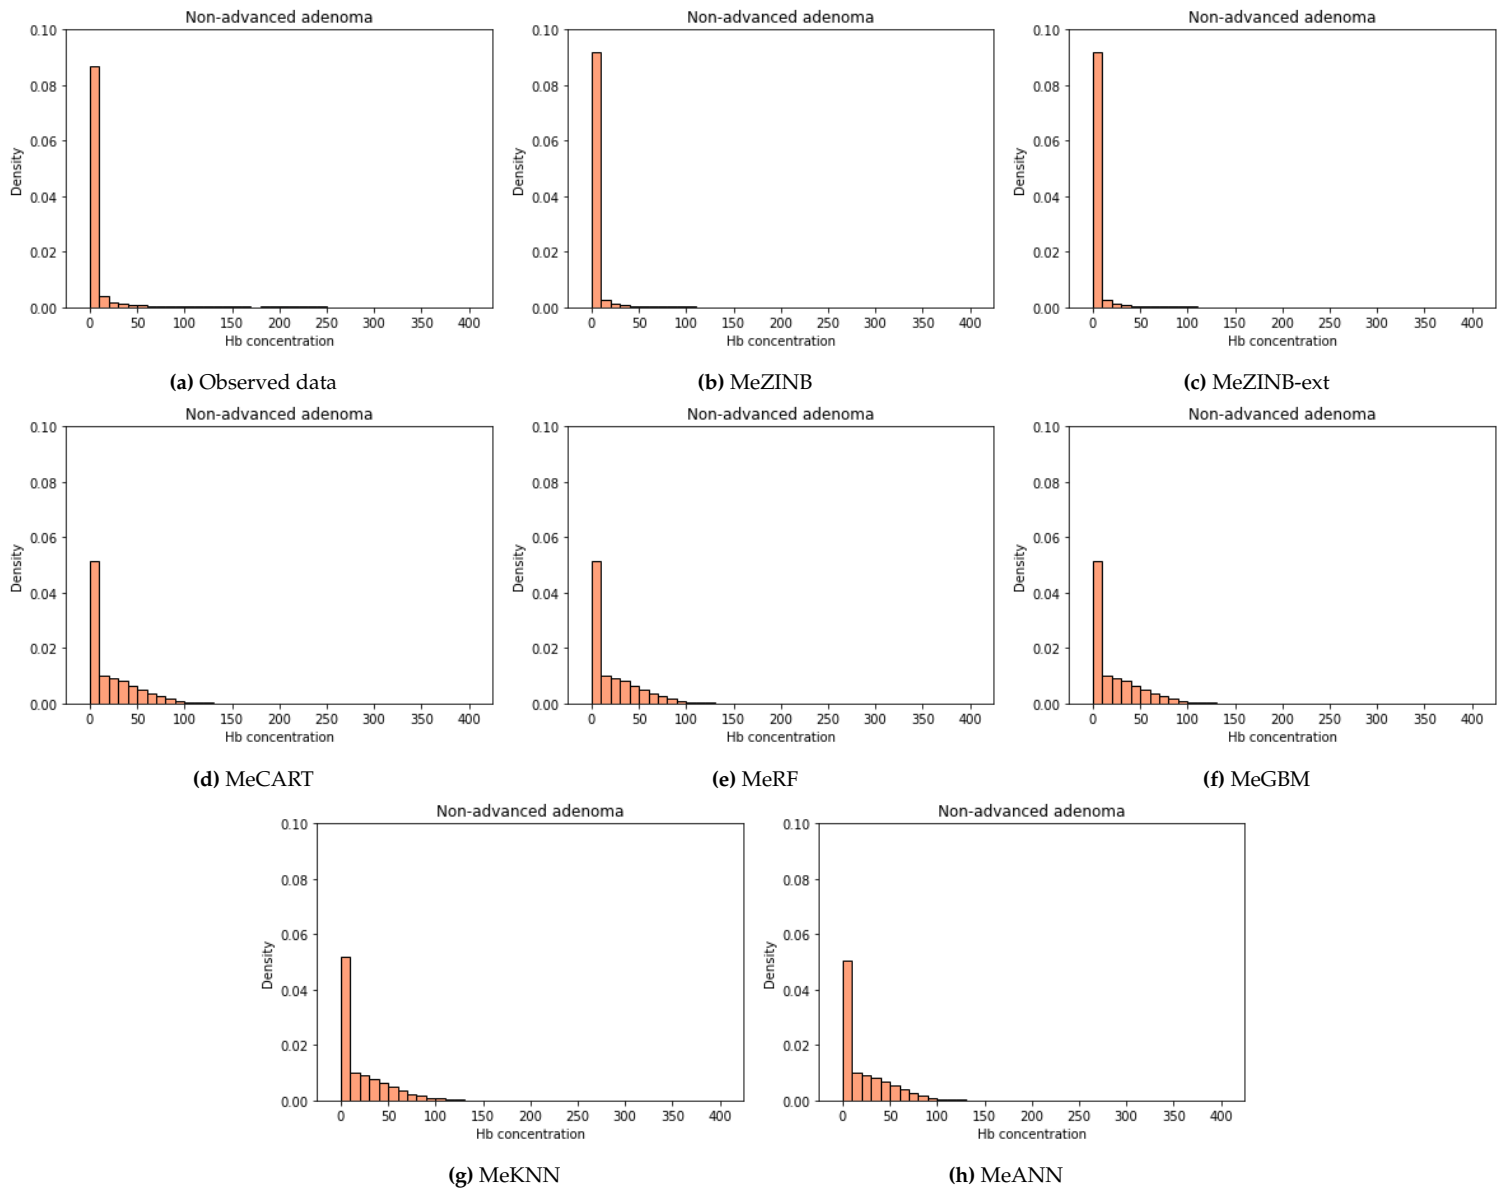 Non-advanced adenoma
Density
0.00
0.02
0.04
0.06
0.08
0.10
0 50 100 150 200 250 300 350 400
Hb concentration
(a) Observed data
Non-advanced adenoma
Density
0.00
0.02
0.04
0.06
0.08
0.10
0 50 100 150 200 250 300 350 400
Hb concentration
(b) MeZINB
Non-advanced adenoma
Density
0.00
0.02
0.04
0.06
0.08
0.10
0 50 100 150 200 250 300 350 400
Hb concentration
(c) MeZINB-ext
Non-advanced adenoma
Density
0.00
0.02
0.04
0.06
0.08
0.10
0 50 100 150 200 250 300 350 400
Hb concentration
(d) MeCART
Non-advanced adenoma
Density
0.00
0.02
0.04
0.06
0.08
0.10
0 50 100 150 200 250 300 350 400
Hb concentration
(e) MeRF
Non-advanced adenoma
Density
0.00
0.02
0.04
0.06
0.08
0.10
0 50 100 150 200 250 300 350 400
Hb concentration
(f) MeGBM
Non-advanced adenoma
Density
0.00
0.02
0.04
0.06
0.08
0.10
0 50 100 150 200 250 300 350 400
Hb concentration
(g) MeKNN
Non-advanced adenoma
Density
0.00
0.02
0.04
0.06
0.08
0.10
0 50 100 150 200 250 300 350 400
Hb concentration
(h) MeANN